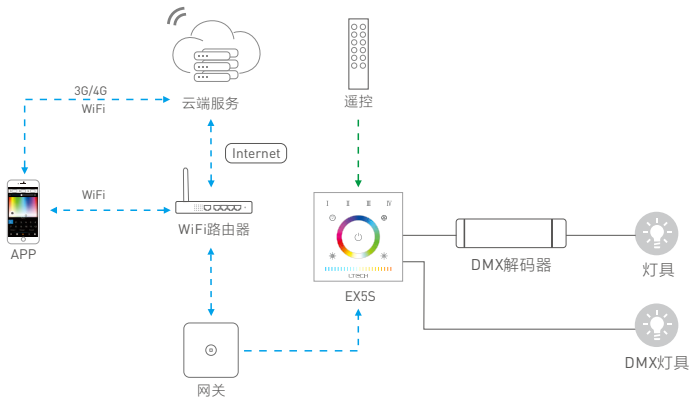 3G/4G
WiFi
云端服务
遥控
Internet
WiFi
APP
WiFi路由器
I II III IV
LTECH
EX5S
DMX解码器
灯具
DMX灯具
网关